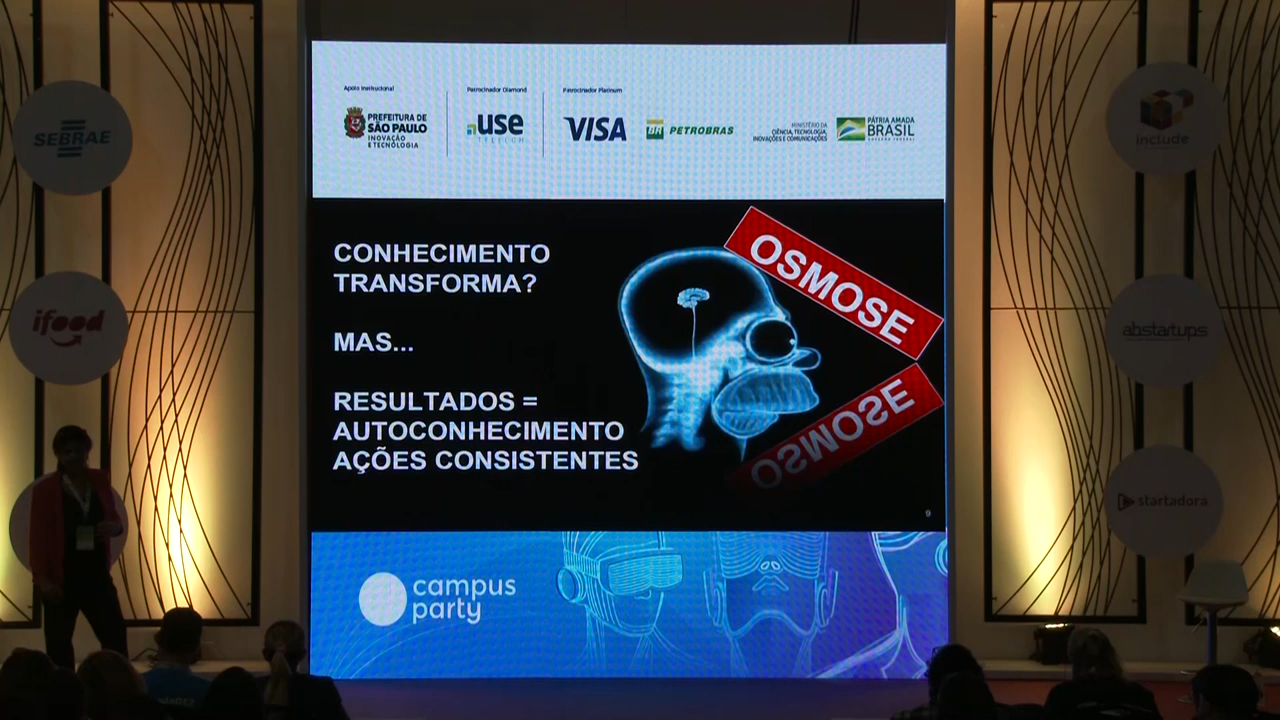 Apoio Institucional
PREFEITURA DE
SÃO PAULO
INOVAÇÃO
E TECNOLOGIA
Patrocinador Diamond
use
TELECOM
Patrocinador Platinum
VISA
BR PETROBRAS
MINISTÉRIO DA
CIÊNCIA, TECNOLOGIA,
INOVAÇÕES E COMUNICAÇÕES
PÁTRIA AMADA
BRASIL
GOVERNO FEDERAL
SEBRAE
ifood
CONHECIMENTO
TRANSFORMA?
MAS...
RESULTADOS =
AUTOCONHECIMENTO
AÇÕES CONSISTENTES
OSMOSE
OSMOSE
9
campus
party
include
abstartups
startadora